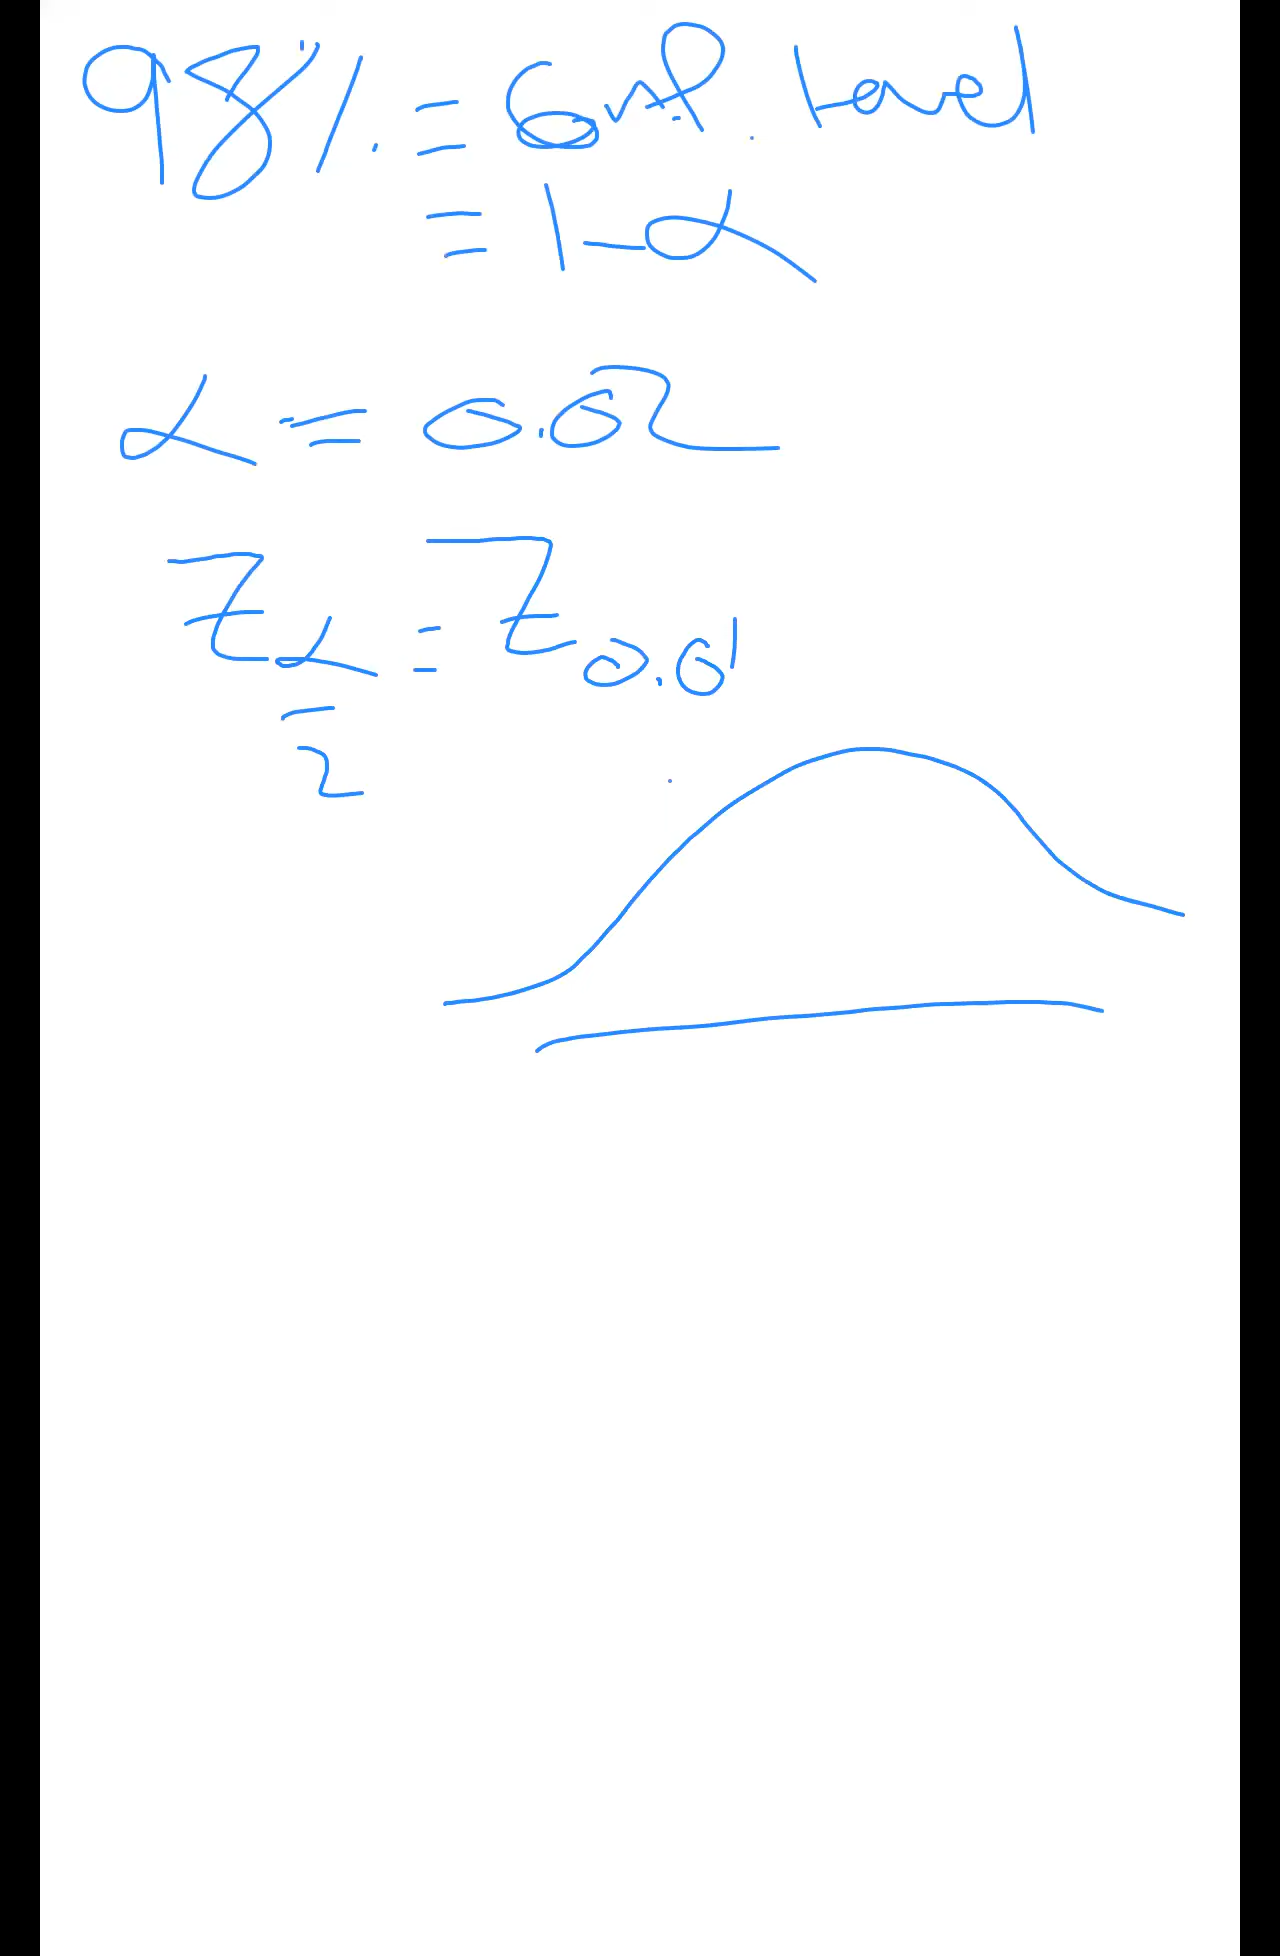 98% = Conf. Level
= 1-α
α = 0.02
Zα/2 = Z0.01